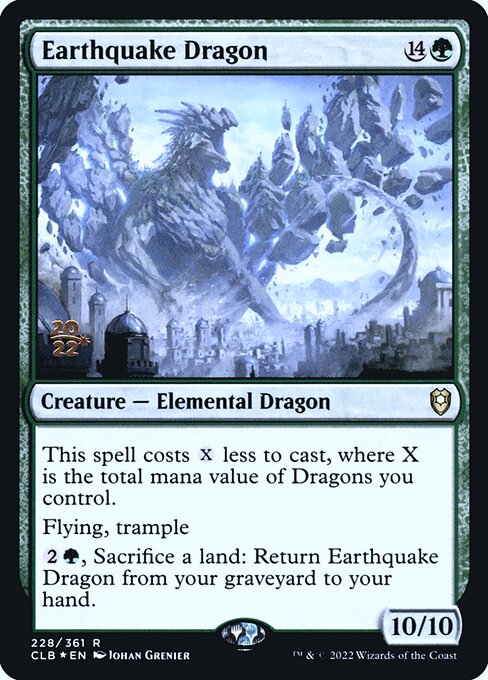 Earthquake Dragon 14
20
22
Creature — Elemental Dragon
This spell costs X less to cast, where X
is the total mana value of Dragons you
control.
Flying, trample
2, Sacrifice a land: Return Earthquake
Dragon from your graveyard to your
hand.
10/10
228/361 R
CLB EN Johan Grenier ™ & © 2022 Wizards of the Coast